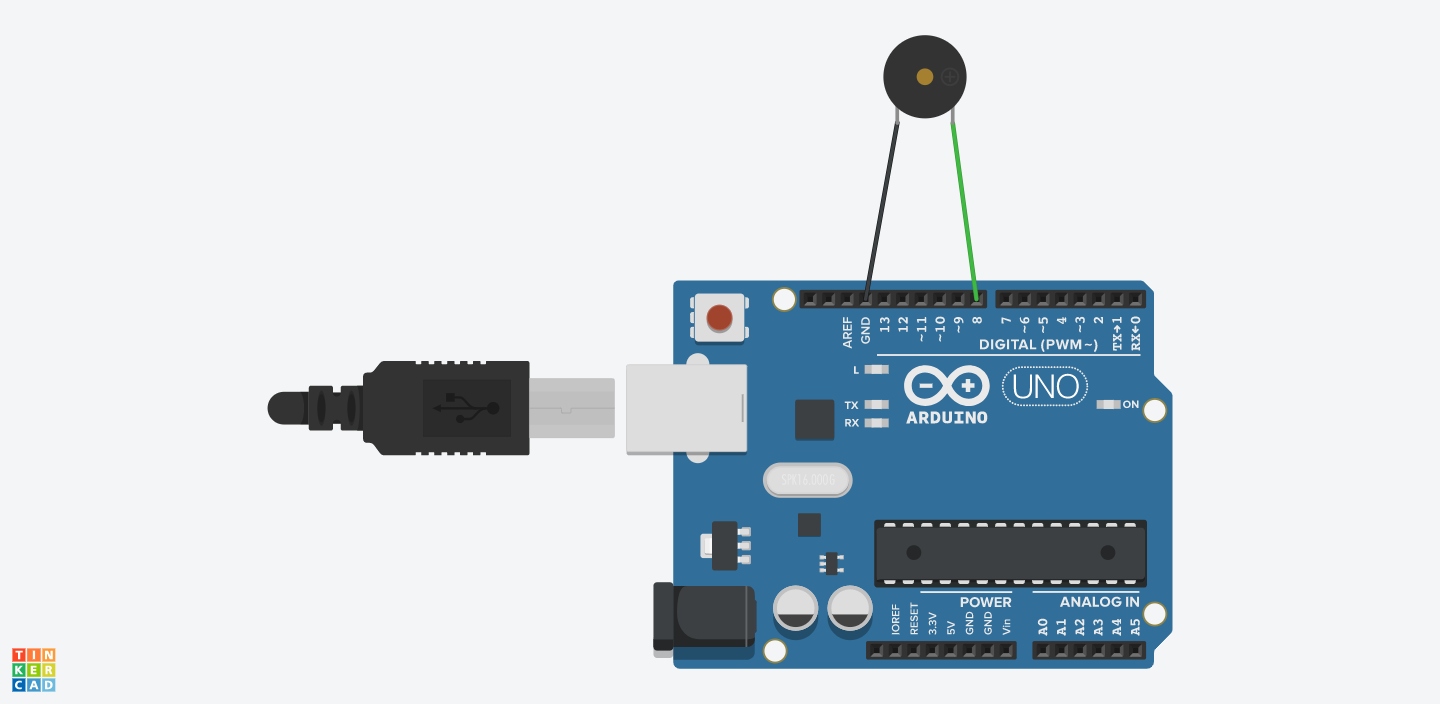 AREF
GND
13
12
~11
~10
~9
8
7
~6
~5
4
~3
2
TX→1
RX←0
DIGITAL (PWM~)
L
TX
RX
ARDUINO
UNO
ON
SPK16.000G
IOREF
RESET
3.3V
5V
GND
GND
Vin
POWER
A0
A1
A2
A3
A4
A5
ANALOG IN
TIN
KER
CAD